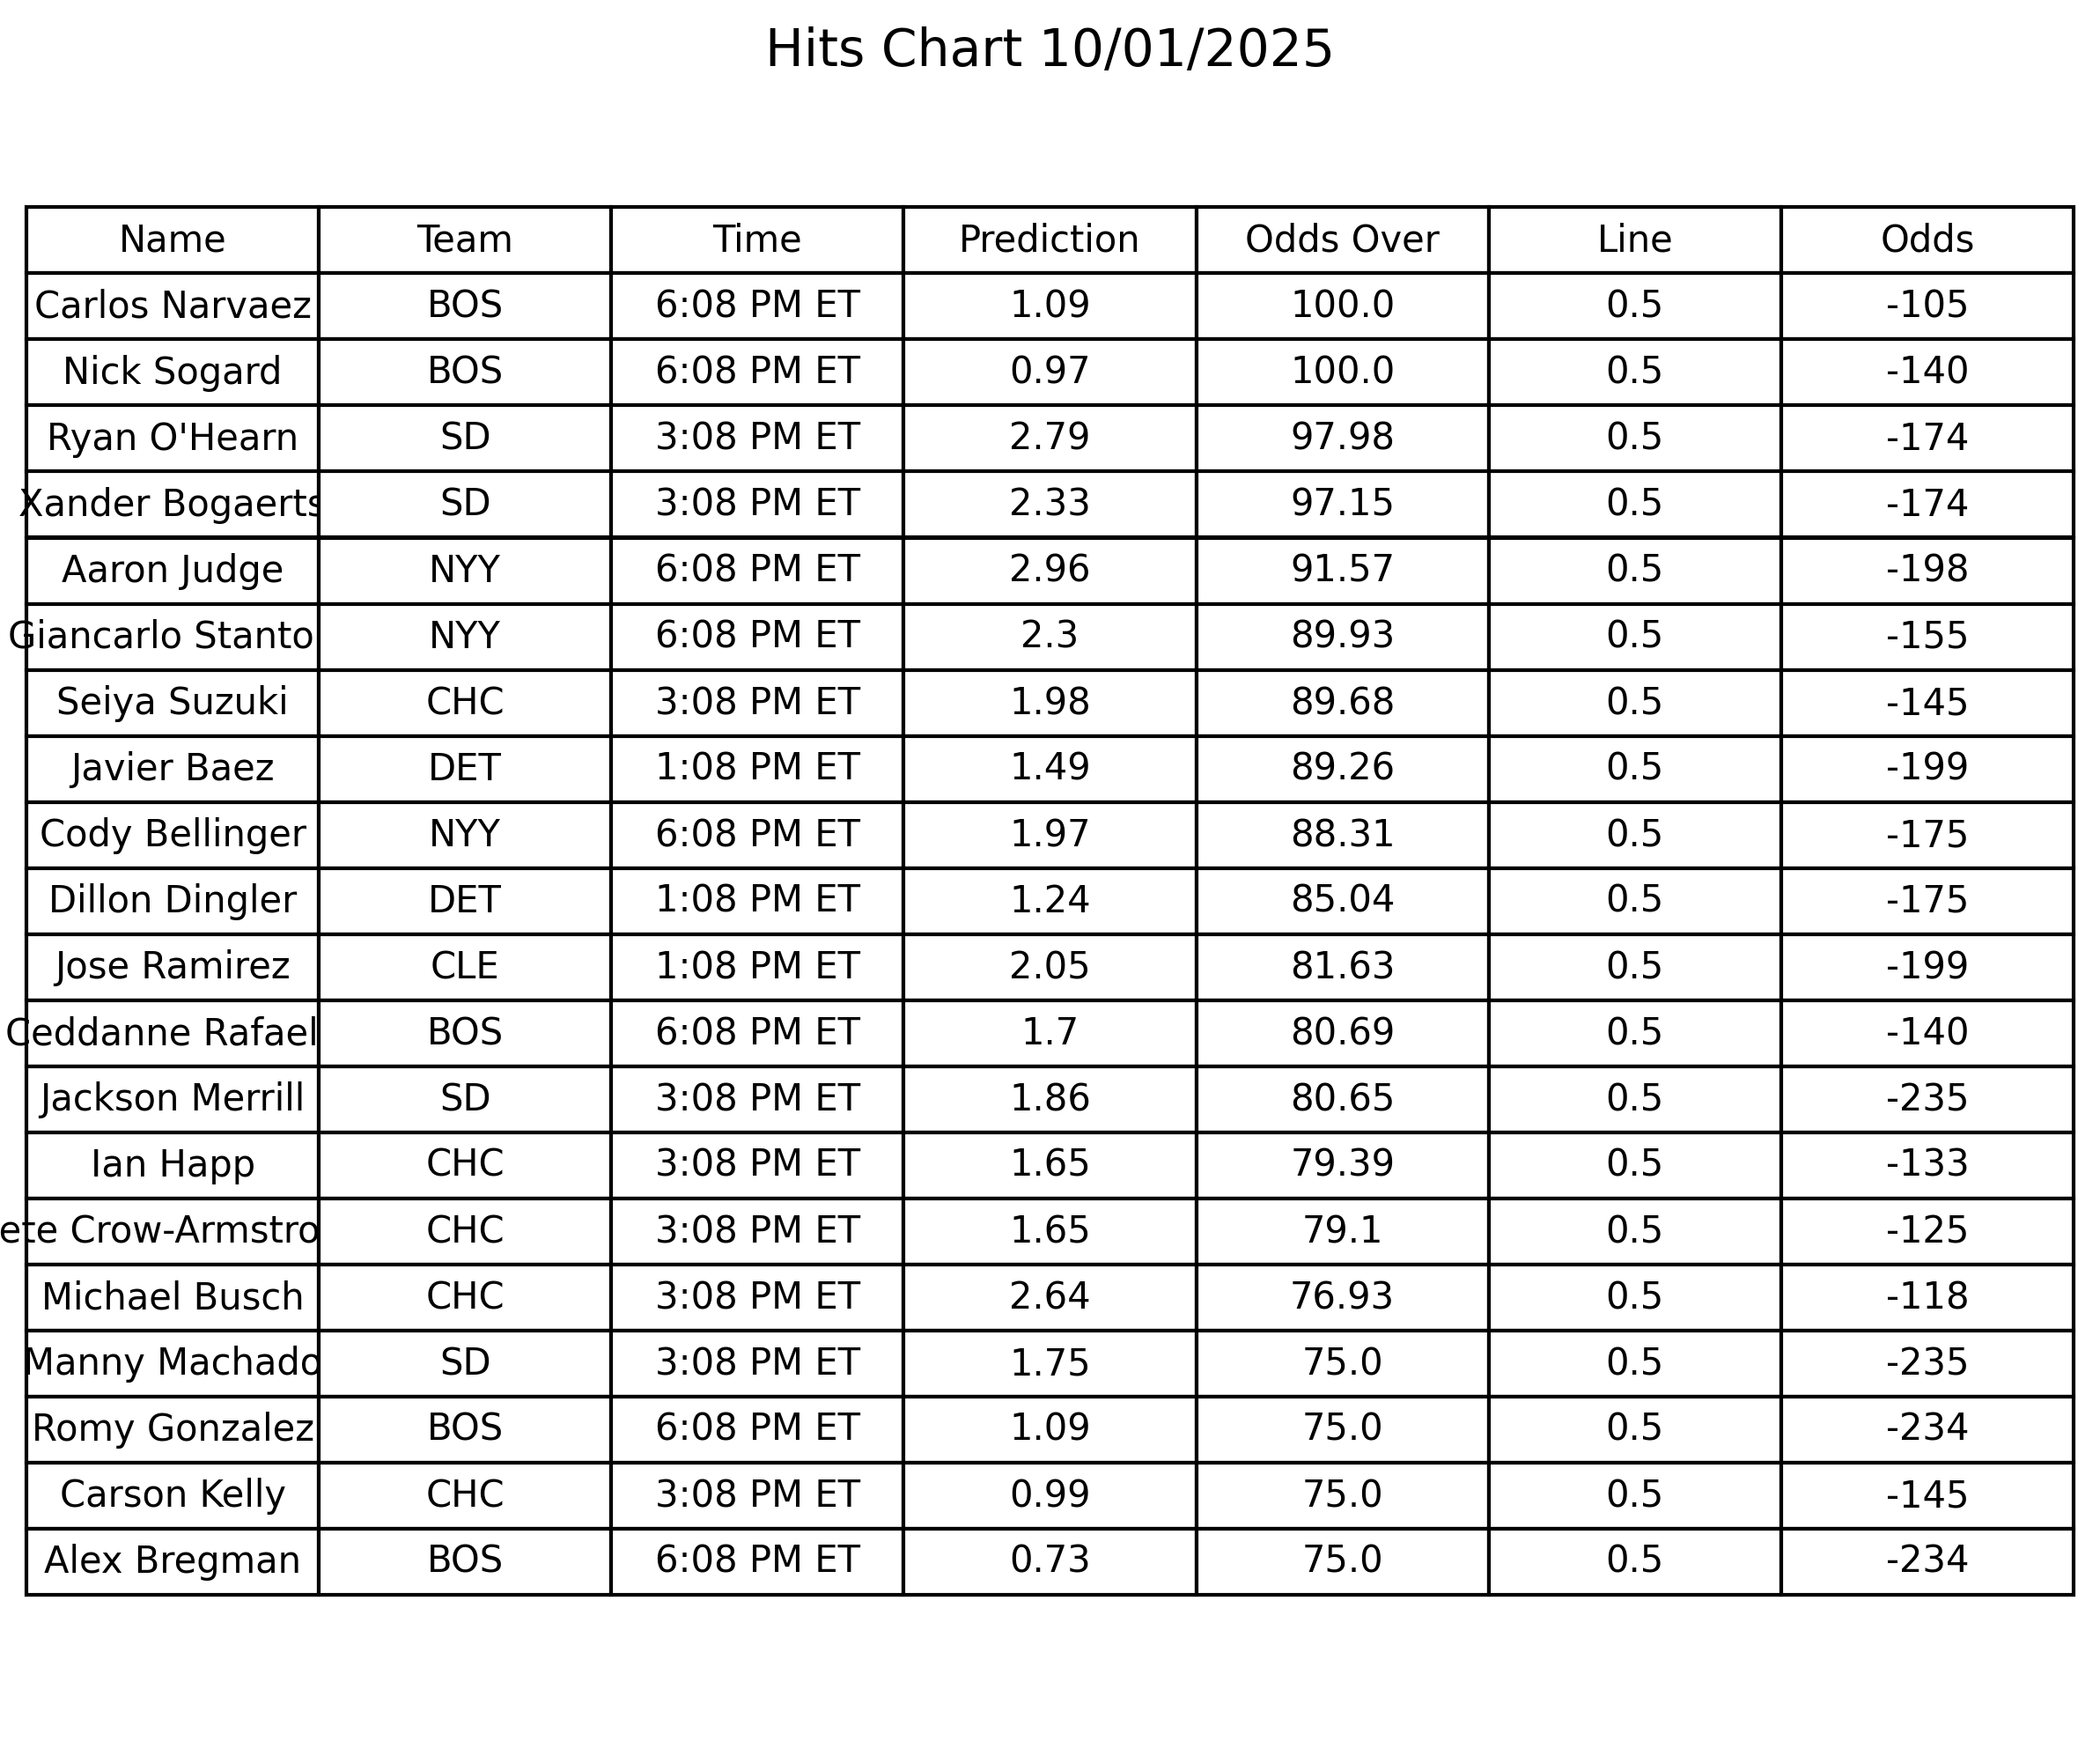 Hits Chart 10/01/2025
Name Team Time Prediction Odds Over Line Odds
Carlos Narvaez BOS 6:08 PM ET 1.09 100.0 0.5 -105
Nick Sogard BOS 6:08 PM ET 0.97 100.0 0.5 -140
Ryan O'Hearn SD 3:08 PM ET 2.79 97.98 0.5 -174
Xander Bogaerts SD 3:08 PM ET 2.33 97.15 0.5 -174
Aaron Judge NYY 6:08 PM ET 2.96 91.57 0.5 -198
Giancarlo Stanto NYY 6:08 PM ET 2.3 89.93 0.5 -155
Seiya Suzuki CHC 3:08 PM ET 1.98 89.68 0.5 -145
Javier Baez DET 1:08 PM ET 1.49 89.26 0.5 -199
Cody Bellinger NYY 6:08 PM ET 1.97 88.31 0.5 -175
Dillon Dingler DET 1:08 PM ET 1.24 85.04 0.5 -175
Jose Ramirez CLE 1:08 PM ET 2.05 81.63 0.5 -199
Ceddanne Rafael BOS 6:08 PM ET 1.7 80.69 0.5 -140
Jackson Merrill SD 3:08 PM ET 1.86 80.65 0.5 -235
Ian Happ CHC 3:08 PM ET 1.65 79.39 0.5 -133
ete Crow-Armstro CHC 3:08 PM ET 1.65 79.1 0.5 -125
Michael Busch CHC 3:08 PM ET 2.64 76.93 0.5 -118
Manny Machado SD 3:08 PM ET 1.75 75.0 0.5 -235
Romy Gonzalez BOS 6:08 PM ET 1.09 75.0 0.5 -234
Carson Kelly CHC 3:08 PM ET 0.99 75.0 0.5 -145
Alex Bregman BOS 6:08 PM ET 0.73 75.0 0.5 -234